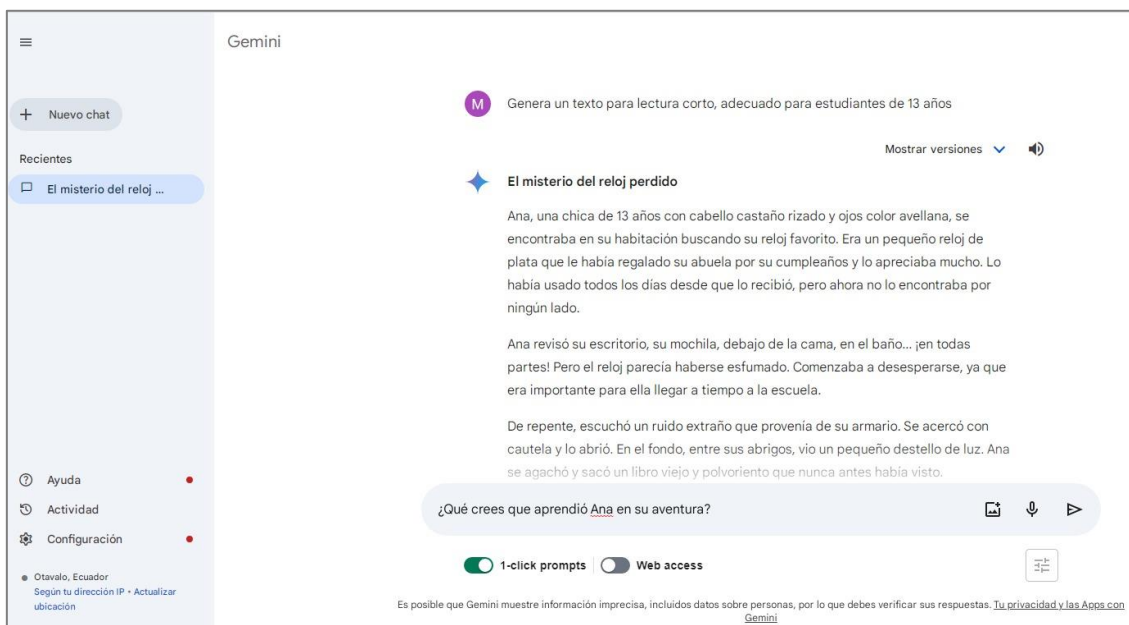 Gemini
Nuevo chat
Recientes
El misterio del reloj ...
Ayuda
Actividad
Configuración
Otavalo, Ecuador
Según tu dirección IP • Actualizar
ubicación
M
Genera un texto para lectura corto, adecuado para estudiantes de 13 años
Mostrar versiones
El misterio del reloj perdido
Ana, una chica de 13 años con cabello castaño rizado y ojos color avellana, se
encontraba en su habitación buscando su reloj favorito. Era un pequeño reloj de
plata que le había regalado su abuela por su cumpleaños y lo apreciaba mucho. Lo
había usado todos los días desde que lo recibió, pero ahora no lo encontraba por
ningún lado.
Ana revisó su escritorio, su mochila, debajo de la cama, en el baño... ¡en todas
partes! Pero el reloj parecía haberse esfumado. Comenzaba a desesperarse, ya que
era importante para ella llegar a tiempo a la escuela.
De repente, escuchó un ruido extraño que provenía de su armario. Se acercó con
cautela y lo abrió. En el fondo, entre sus abrigos, vio un pequeño destello de luz. Ana
se agachó y sacó un libro viejo y polvoriento que nunca antes había visto.
¿Qué crees que aprendió Ana en su aventura?
1-click prompts
Web access
Es posible que Gemini muestre información imprecisa, incluidos datos sobre personas, por lo que debes verificar sus respuestas. Tu privacidad y las Apps con
Gemini